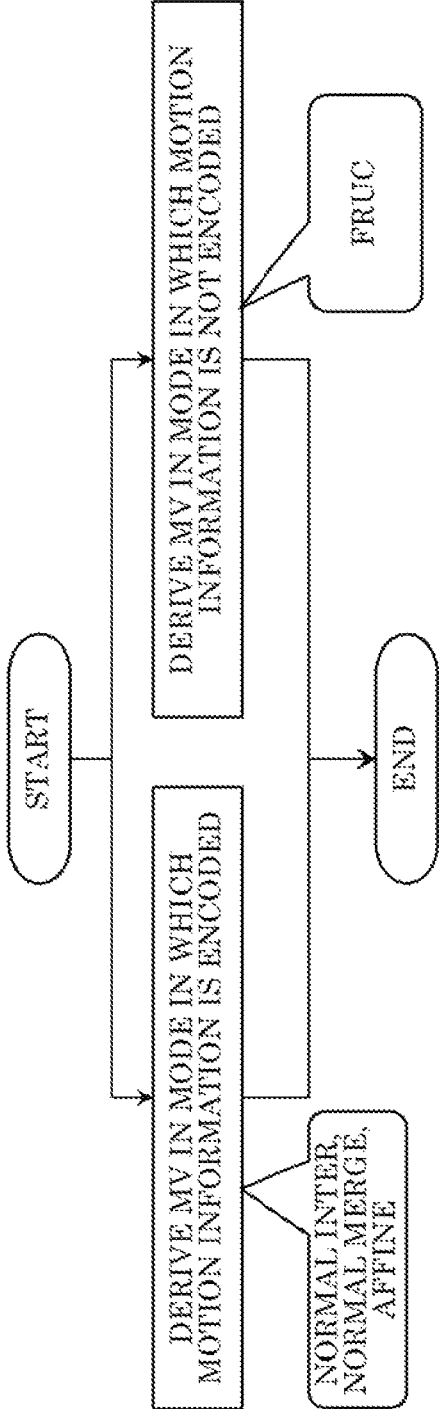 START
DERIVE MV IN MODE IN WHICH
MOTION INFORMATION IS ENCODED
DERIVE MV IN MODE IN WHICH MOTION
INFORMATION IS NOT ENCODED
NORMAL INTER,
NORMAL MERGE,
AFFINE
FRUC
END